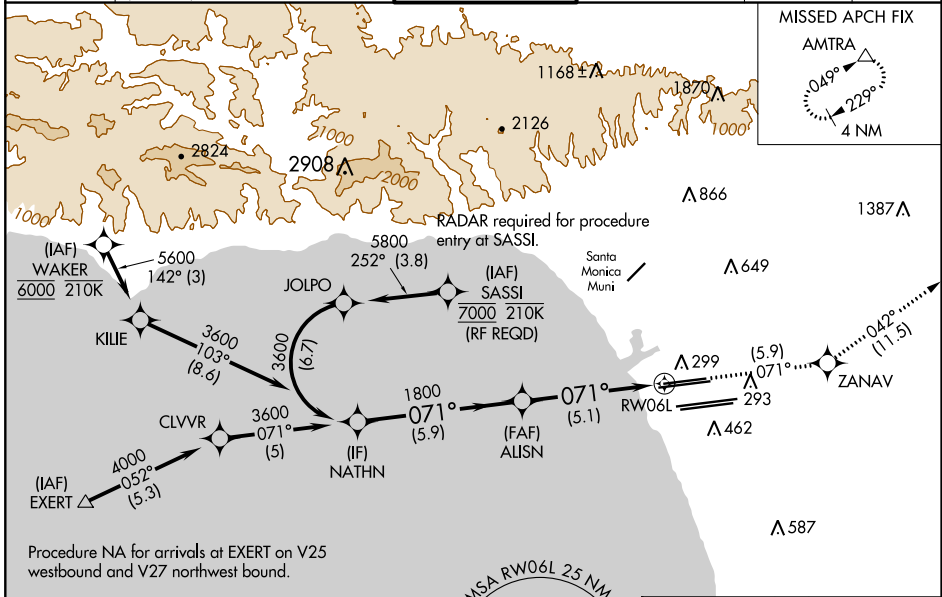 MISSED APCH FIX
AMTRA
049°
229°
4 NM
1168 ±
1870
1000
2126
1000
2824
2908
2000
1000
866
1387
RADAR required for procedure
entry at SASSI.
(IAF)
WAKER
6000 210K
5600
142° (3)
5800
252° (3.8)
JOLPO
(IAF)
SASSI
7000 210K
(RF REQD)
Santa
Monica
Muni
649
KILIE
3600
103°
(8.6)
3600
(6.7)
042°
(11.5)
299
(5.9)
071°
ZANAV
RW06L
293
462
CLVVR
3600
071°
(5)
1800
071°
(5.9)
071°
(5.1)
(IF)
NATHN
(FAF)
ALISN
(IAF)
EXERT
4000
052°
(5.3)
587
Procedure NA for arrivals at EXERT on V25
westbound and V27 northwest bound.
MSA RW06L 25 NM